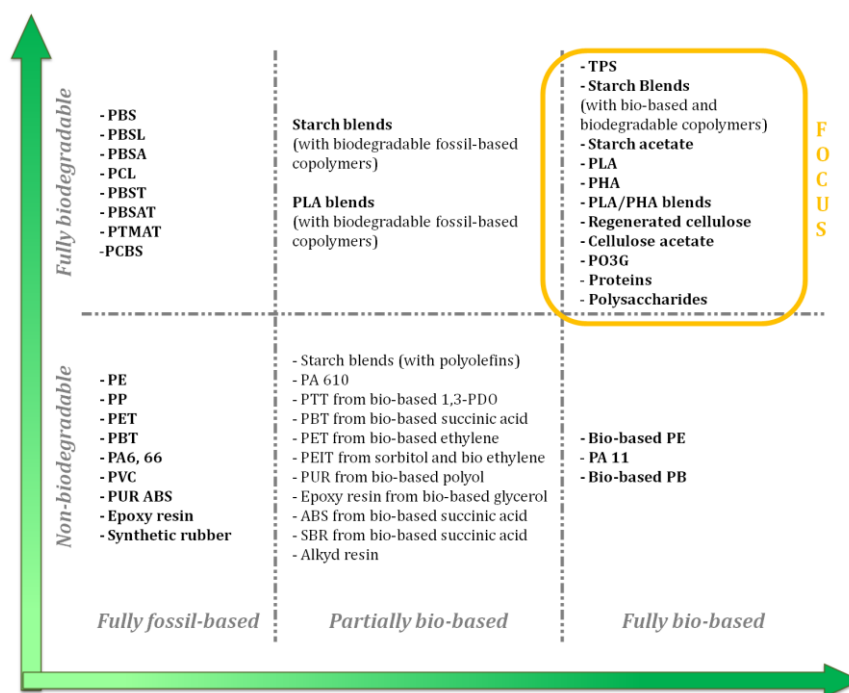 Fully biodegradable
- PBS
- PBSL
- PBSA
- PCL
- PBST
- PBSAT
- PTMAT
-PCBS
Starch blends
(with biodegradable fossil-based
copolymers)
PLA blends
(with biodegradable fossil-based
copolymers)
- TPS
- Starch Blends
(with bio-based and
biodegradable copolymers)
- Starch acetate
- PLA
- PHA
- PLA/PHA blends
- Regenerated cellulose
- Cellulose acetate
- PO3G
- Proteins
- Polysaccharides
FOCUS
Non-biodegradable
- PE
- PP
- PET
- PBT
- PA6, 66
- PVC
- PUR ABS
- Epoxy resin
- Synthetic rubber
- Starch blends (with polyolefins)
- PA 610
- PTT from bio-based 1,3-PDO
- PBT from bio-based succinic acid
- PET from bio-based ethylene
- PEIT from sorbitol and bio ethylene
- PUR from bio-based polyol
- Epoxy resin from bio-based glycerol
- ABS from bio-based succinic acid
- SBR from bio-based succinic acid
- Alkyd resin
- Bio-based PE
- PA 11
- Bio-based PB
Fully fossil-based
Partially bio-based
Fully bio-based